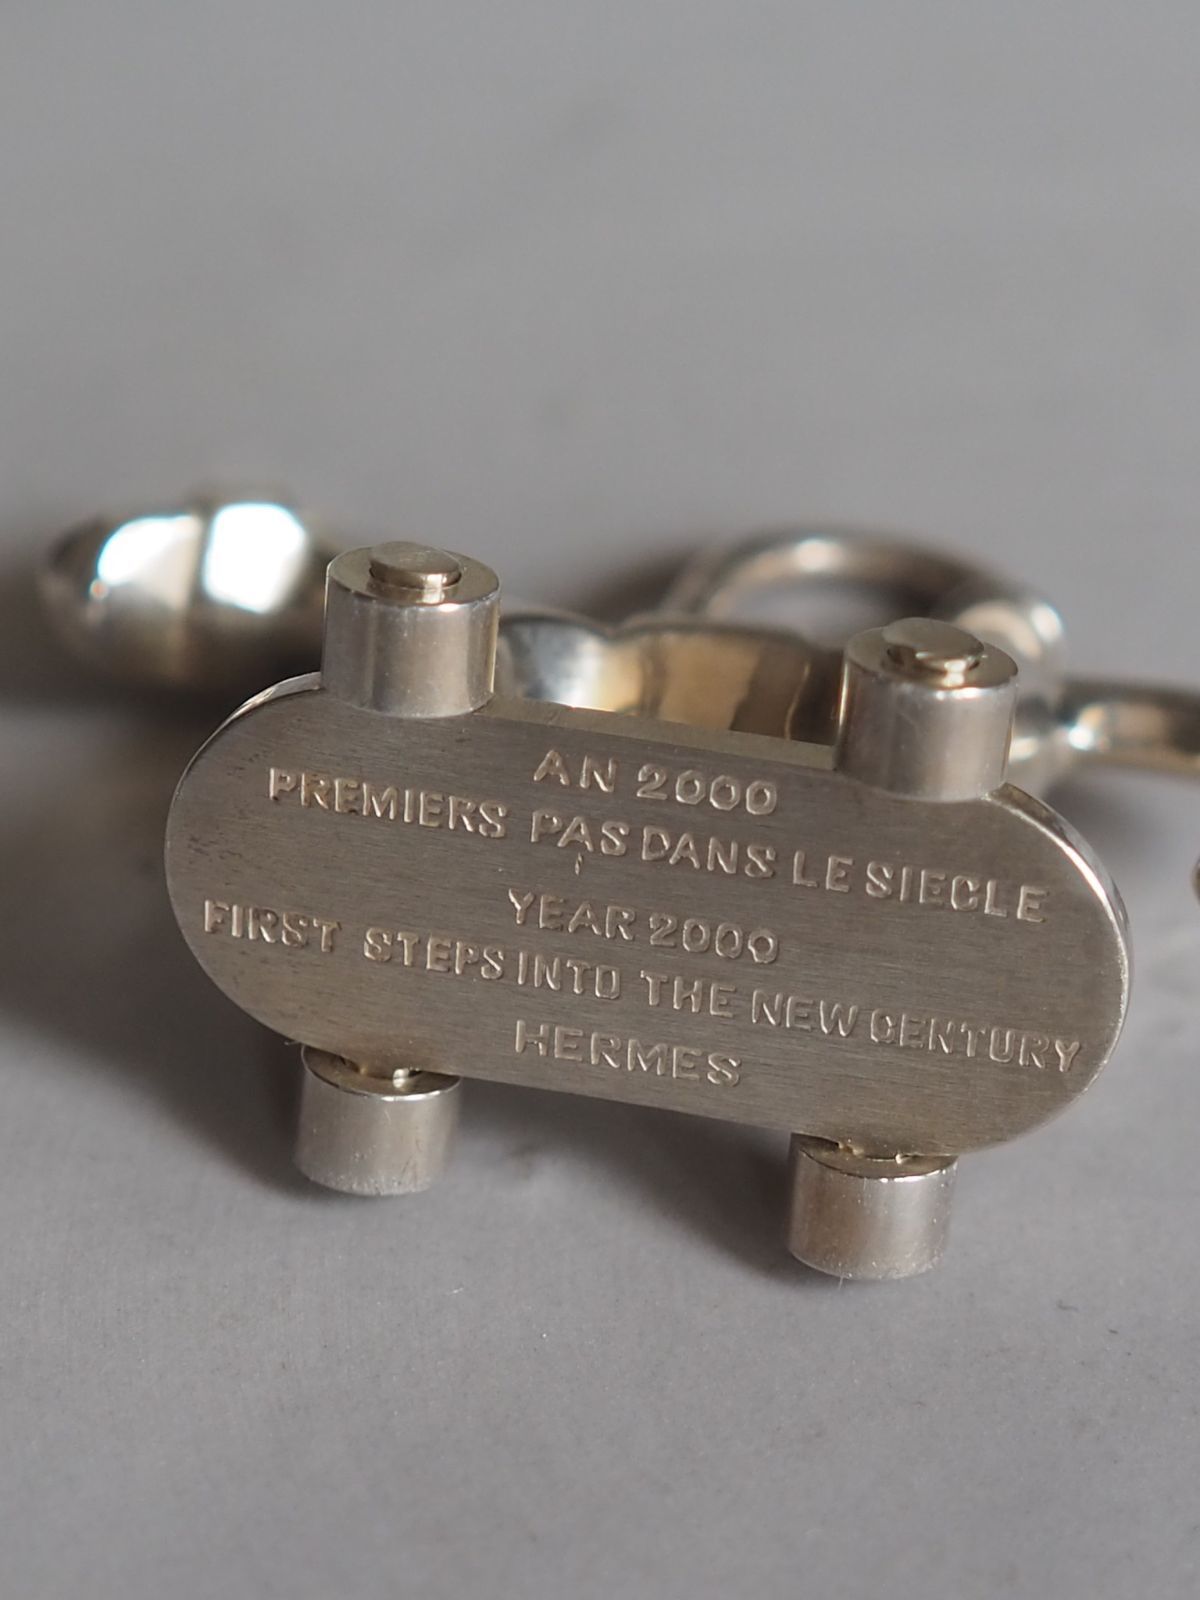 AN 2000
PREMIERS PAS DANS LE SIECLE
YEAR 2000
FIRST STEPS INTO THE NEW CENTURY
HERMES